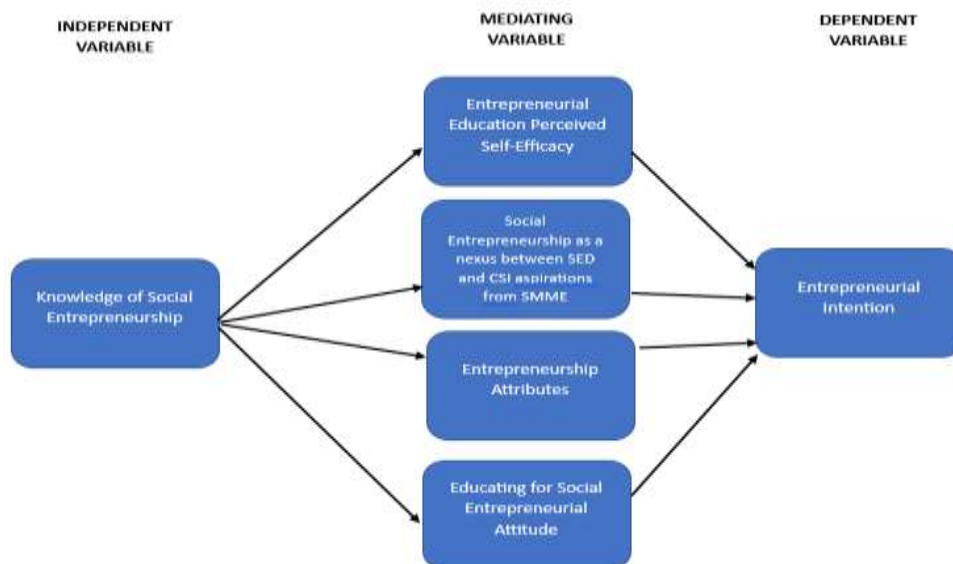 INDEPENDENT
VARIABLE
MEDIATING
VARIABLE
DEPENDENT
VARIABLE
Knowledge of Social
Entrepreneurship
Entrepreneurial
Education Perceived
Self-Efficacy
Social
Entrepreneurship as a
nexus between SED
and CSI aspirations
from SMME
Entrepreneurship
Attributes
Educating for Social
Entrepreneurial
Attitude
Entrepreneurial
Intention